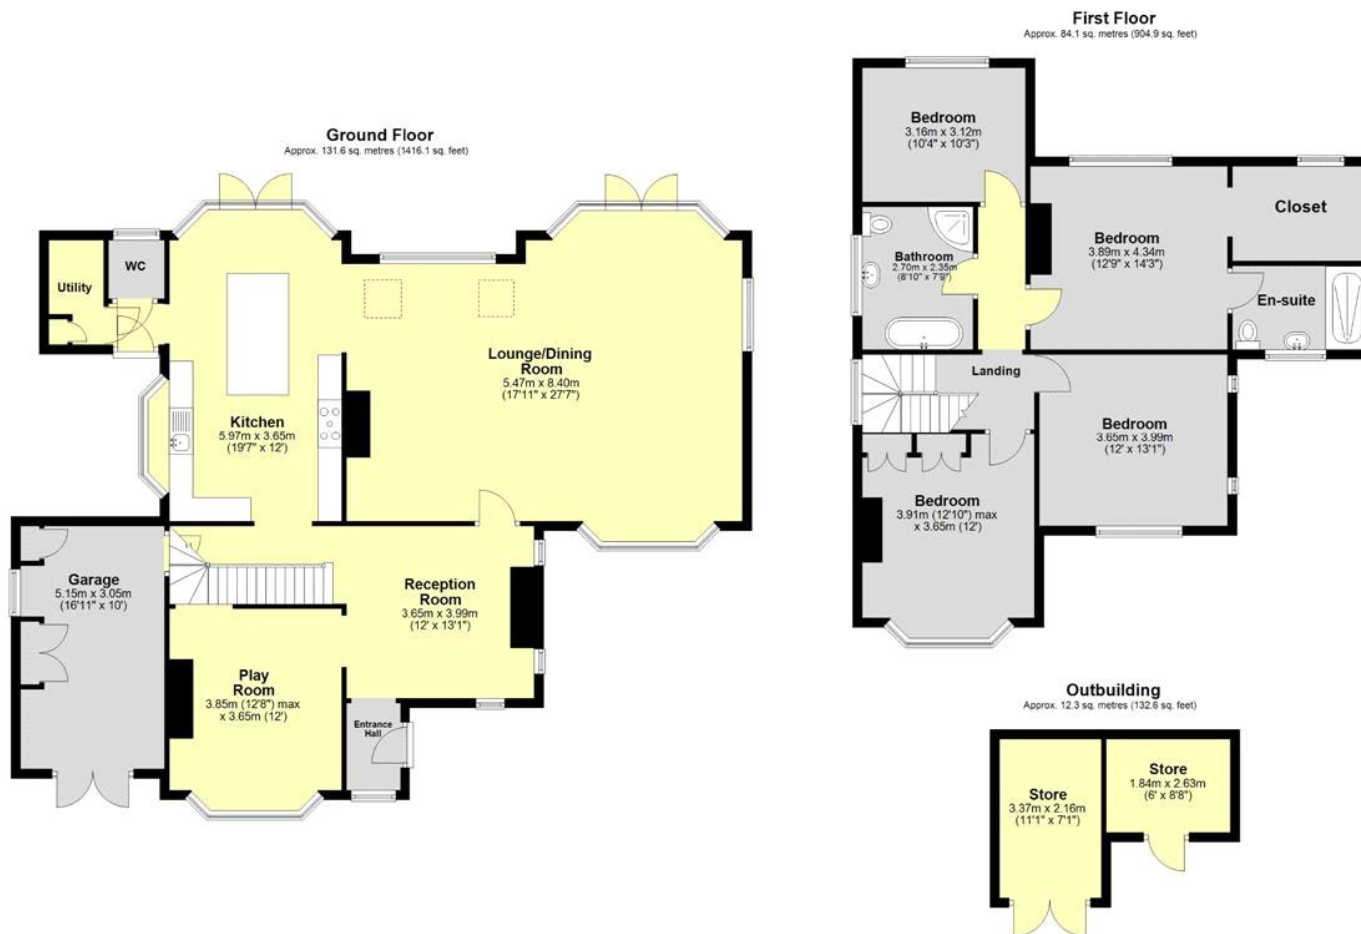 Ground Floor
Approx. 131.6 sq. metres (1416.1 sq. feet)
WC
Utility
Lounge/Dining
Room
5.47m x 8.40m
(17'11" x 27'7")
Kitchen
5.97m x 3.65m
(19'7" x 12')
Garage
5.15m x 3.05m
(16'11" x 10')
Reception
Room
3.65m x 3.99m
(12' x 13'1")
Play
Room
3.85m (12'8") max
x 3.65m (12')
Entrance
Hall
First Floor
Approx. 84.1 sq. metres (904.9 sq. feet)
Bedroom
3.16m x 3.12m
(10'4" x 10'3")
Closet
Bedroom
3.89m x 4.34m
(12'9" x 14'3")
Bathroom
2.70m x 2.35m
(8'10" x 7'9")
En-suite
Landing
Bedroom
3.65m x 3.99m
(12' x 13'1")
Bedroom
3.91m (12'10") max
x 3.65m (12')
Outbuilding
Approx. 12.3 sq. metres (132.6 sq. feet)
Store
3.37m x 2.16m
(11'1" x 7'1")
Store
1.84m x 2.63m
(6' x 8'8")